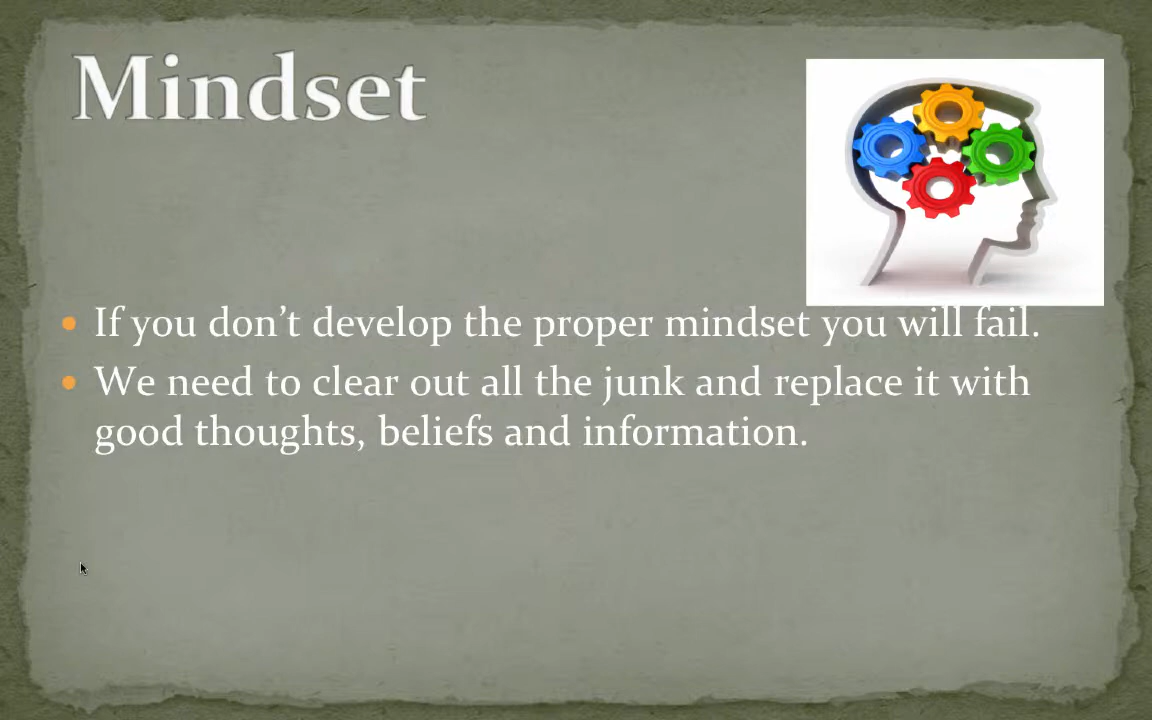 Mindset
• If you don’t develop the proper mindset you will fail.
• We need to clear out all the junk and replace it with
good thoughts, beliefs and information.